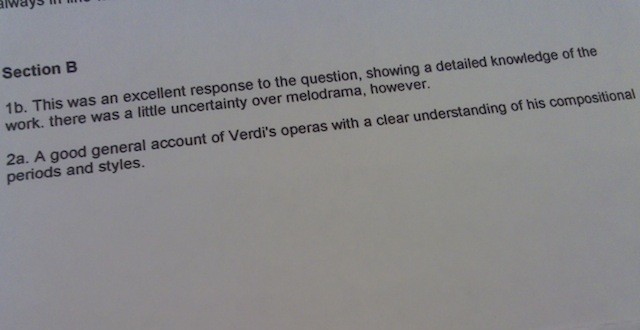 always in
Section B
1b. This was an excellent response to the question, showing a detailed knowledge of the
work. there was a little uncertainty over melodrama, however.
2a. A good general account of Verdi's operas with a clear understanding of his compositional
periods and styles.